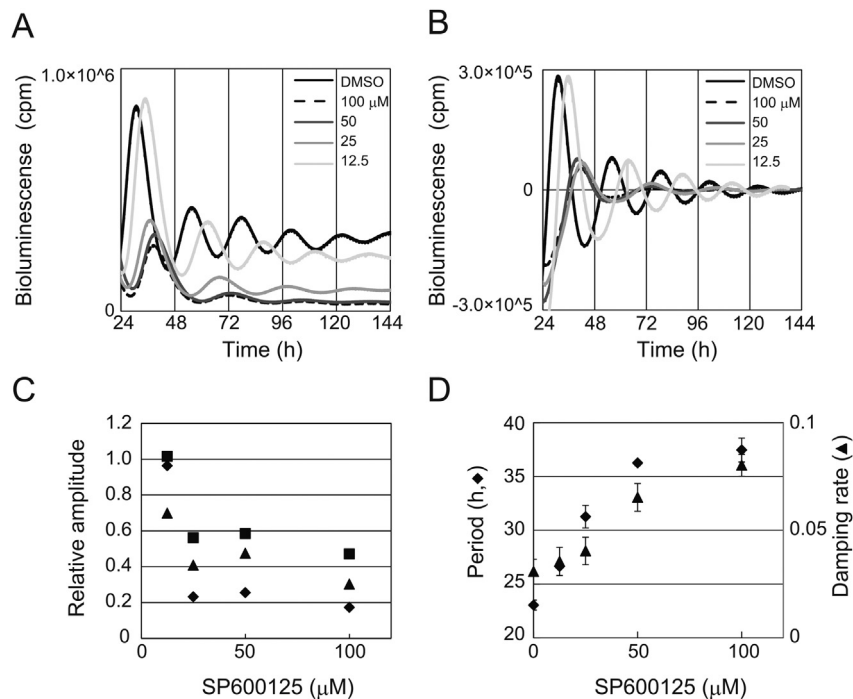 A
1.0×10^6
Bioluminescense (cpm)
0
24 48 72 96 120 144
Time (h)
DMSO
100 μM
50
25
12.5
B
3.0×10^5
Bioluminescense (cpm)
0
-3.0×10^5
24 48 72 96 120 144
Time (h)
DMSO
100 μM
50
25
12.5
C
Relative amplitude
1.2
1.0
0.8
0.6
0.4
0.2
0
0 50 100
SP600125 (μM)
D
Period (h,◆)
40
35
30
25
20
0 50 100
SP600125 (μM)
0.1
0.05
0
Damping rate (▲)